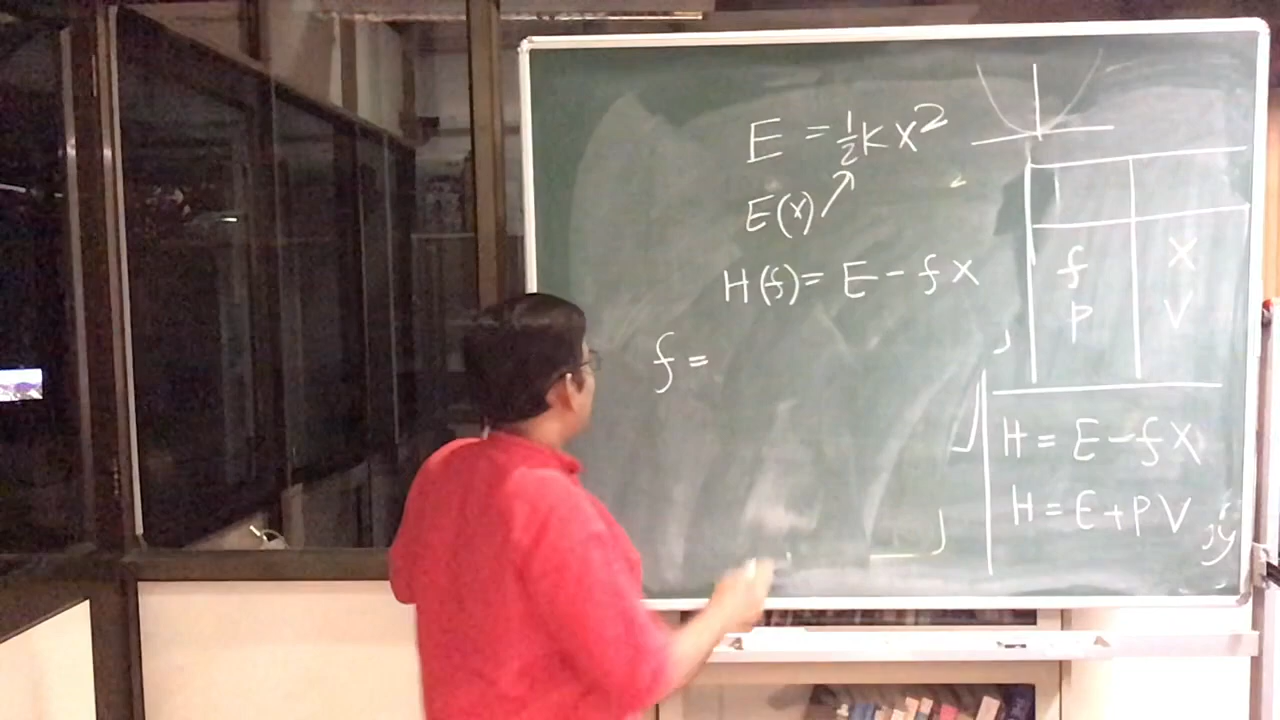 E = ½kx²
E(x)
H(f) = E - fx
f =
f x
P V
H = E - fx
H = E + PV